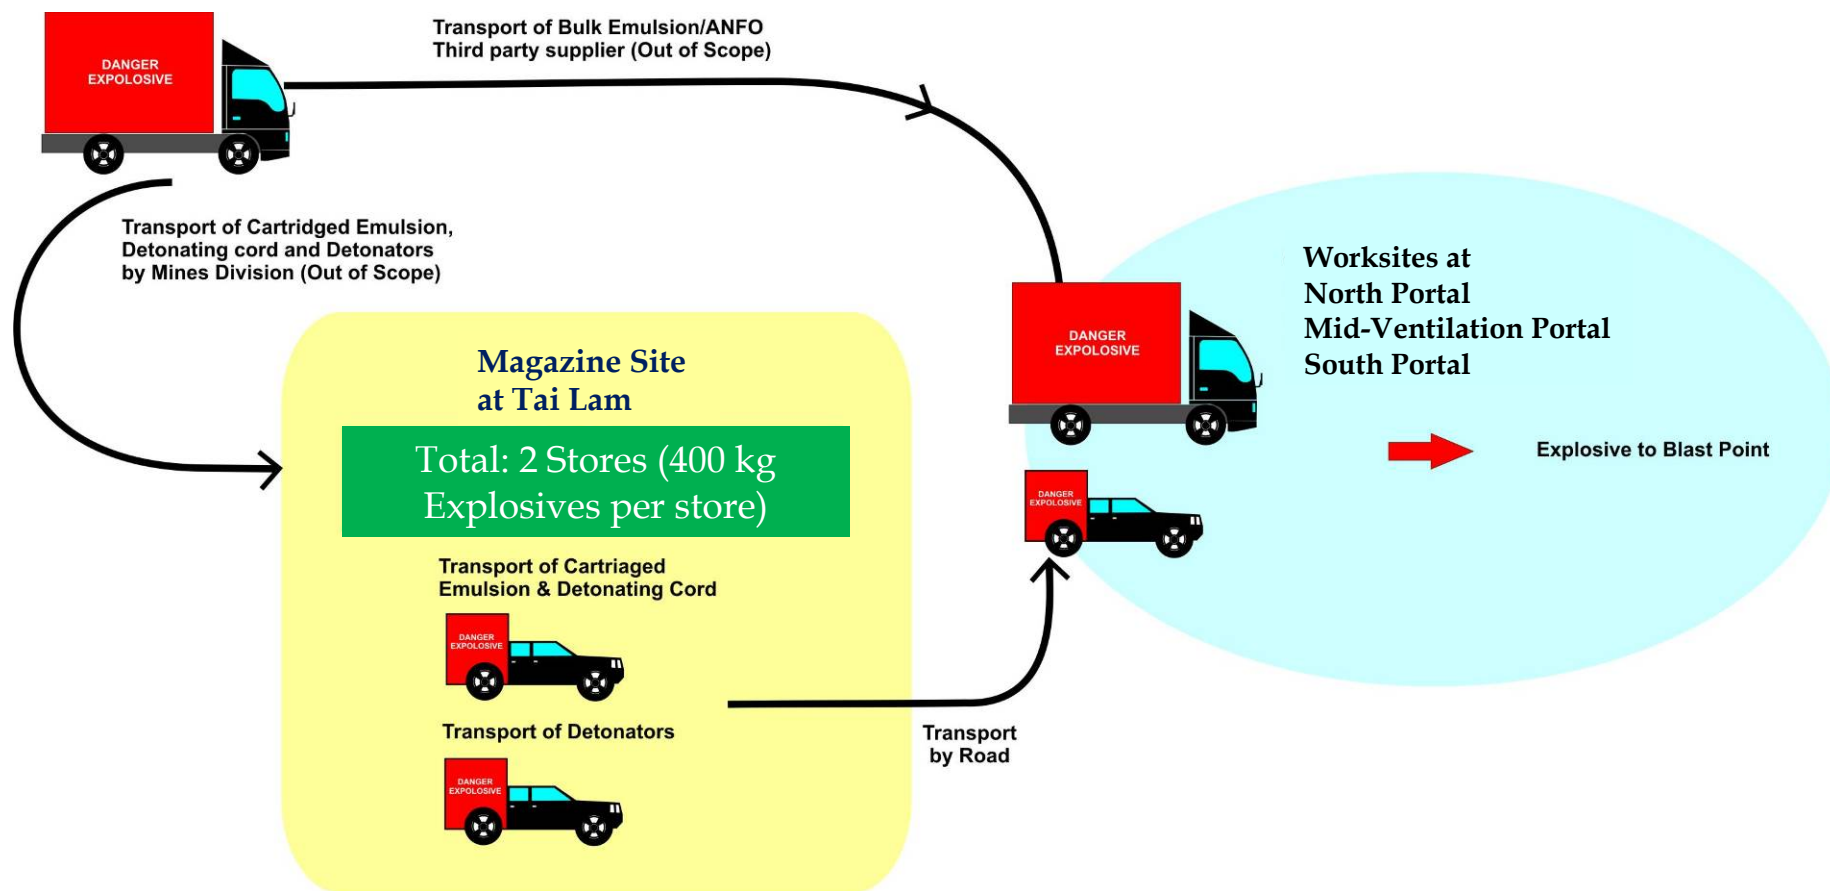 DANGER
EXPOLOSIVE
Transport of Bulk Emulsion/ANFO
Third party supplier (Out of Scope)
Transport of Cartridged Emulsion,
Detonating cord and Detonators
by Mines Division (Out of Scope)
Magazine Site
at Tai Lam
Total: 2 Stores (400 kg
Explosives per store)
Transport of Cartriaged
Emulsion & Detonating Cord
DANGER
EXPOLOSIVE
Transport of Detonators
DANGER
EXPOLOSIVE
Transport
by Road
DANGER
EXPOLOSIVE
DANGER
EXPOLOSIVE
Worksites at
North Portal
Mid-Ventilation Portal
South Portal
Explosive to Blast Point